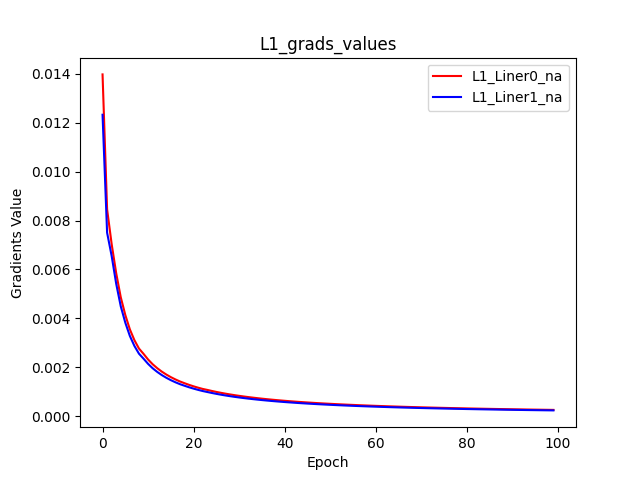 L1_grads_values
L1_Liner0_na
L1_Liner1_na
Gradients Value
0.014
0.012
0.010
0.008
0.006
0.004
0.002
0.000
0 20 40 60 80 100
Epoch